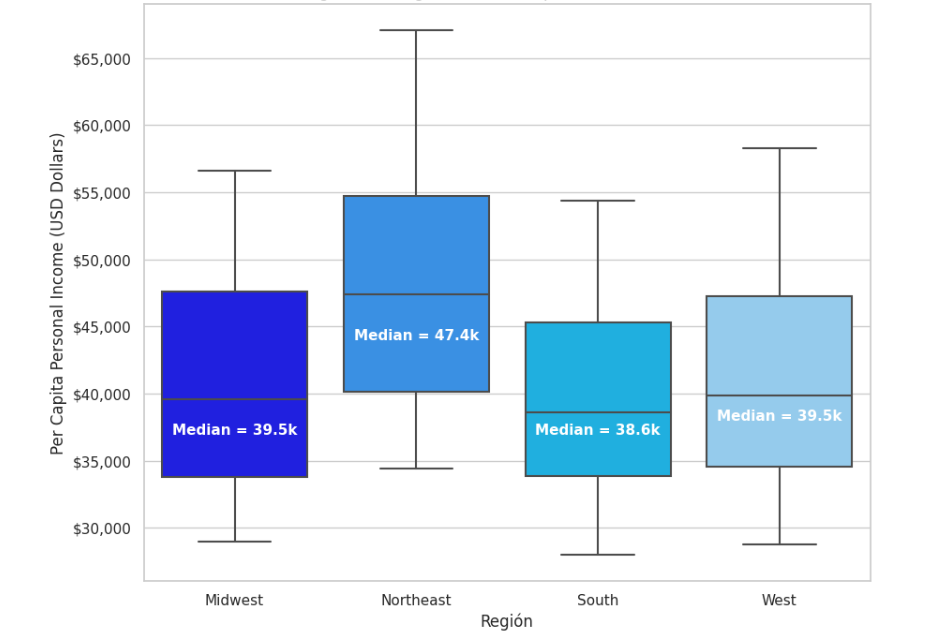 Per Capita Personal Income (USD Dollars)
$65,000
$60,000
$55,000
$50,000
$45,000
$40,000
$35,000
$30,000
Median = 39.5k
Median = 47.4k
Median = 38.6k
Median = 39.5k
Midwest
Northeast
South
West
Región